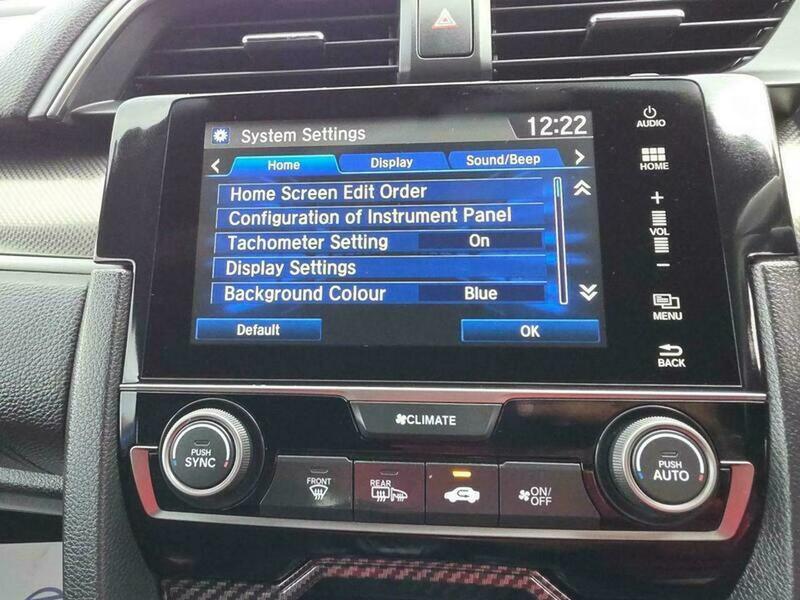 System Settings 12:22
Home Display Sound/Beep
Home Screen Edit Order
Configuration of Instrument Panel
Tachometer Setting On
Display Settings
Background Colour Blue
Default OK
AUDIO
HOME
+
VOL
−
MENU
BACK
CLIMATE
PUSH
SYNC
FRONT
REAR
ON/
OFF
PUSH
AUTO